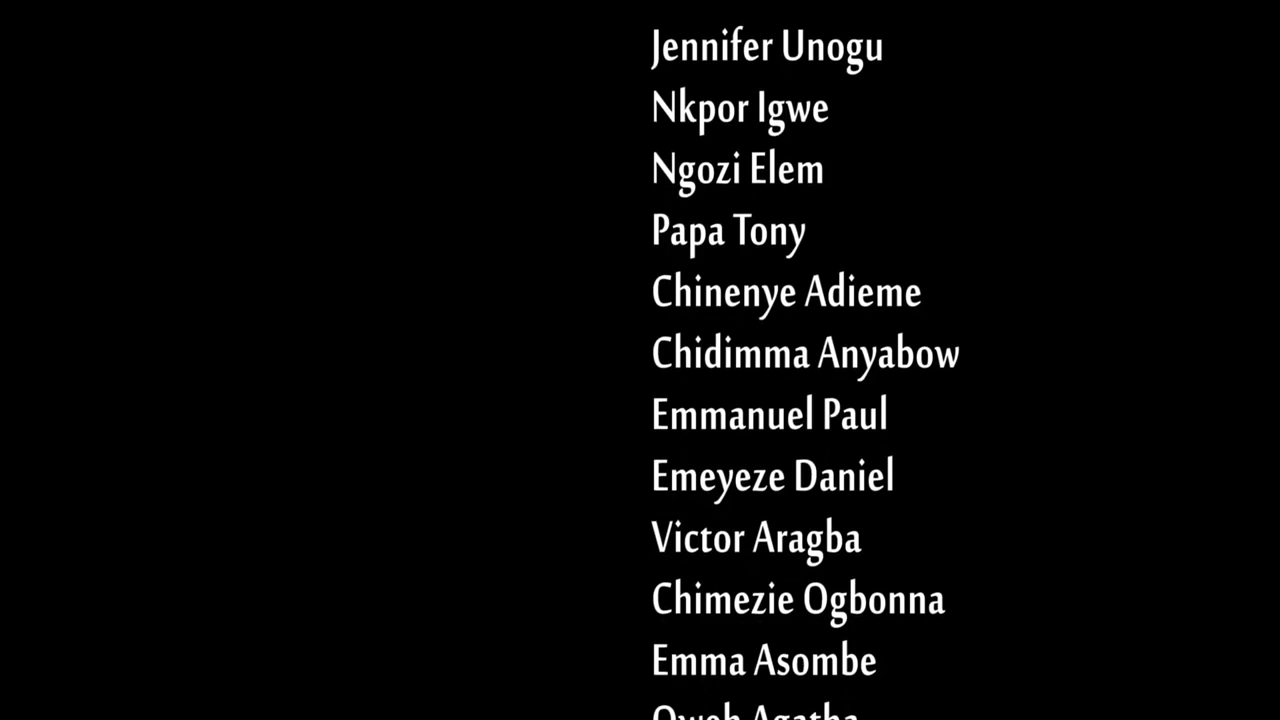 Jennifer Unogu
Nkpor Igwe
Ngozi Elem
Papa Tony
Chinenye Adieme
Chidimma Anyabow
Emmanuel Paul
Emeyeze Daniel
Victor Aragba
Chimezie Ogbonna
Emma Asombe
Agatha